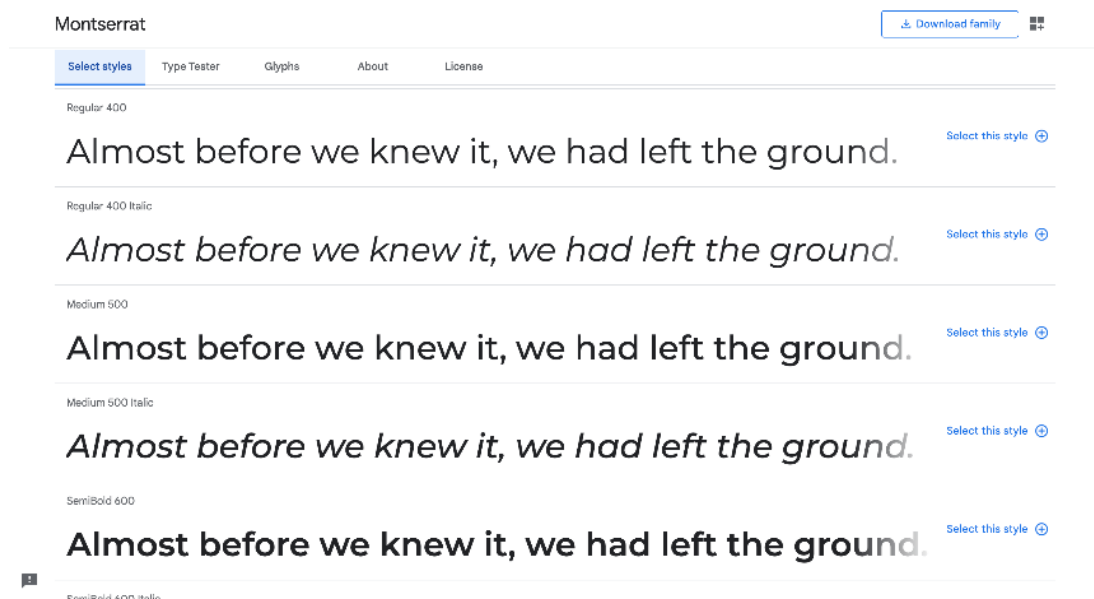 Montserrat
Download family
Select styles Type Tester Glyphs About License
Regular 400
Almost before we knew it, we had left the ground.
Select this style
Regular 400 Italic
Almost before we knew it, we had left the ground.
Select this style
Medium 500
Almost before we knew it, we had left the ground.
Select this style
Medium 500 Italic
Almost before we knew it, we had left the ground.
Select this style
SemiBold 600
Almost before we knew it, we had left the ground.
Select this style
SemiBold 600 Italic